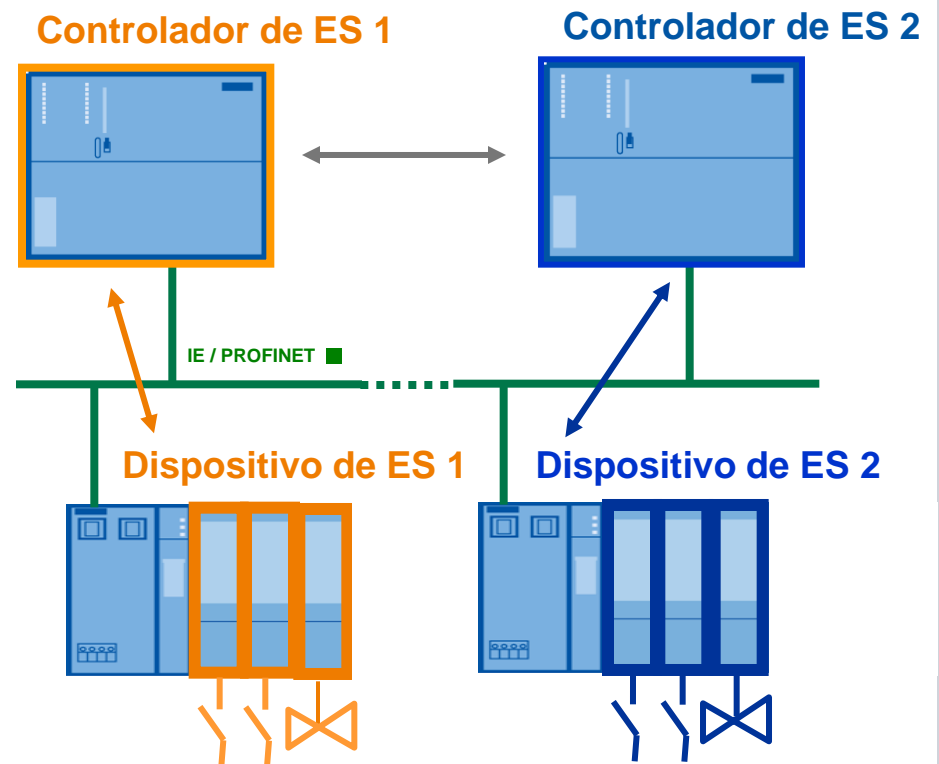 Controlador de ES 1
Controlador de ES 2
IE / PROFINET
Dispositivo de ES 1
Dispositivo de ES 2